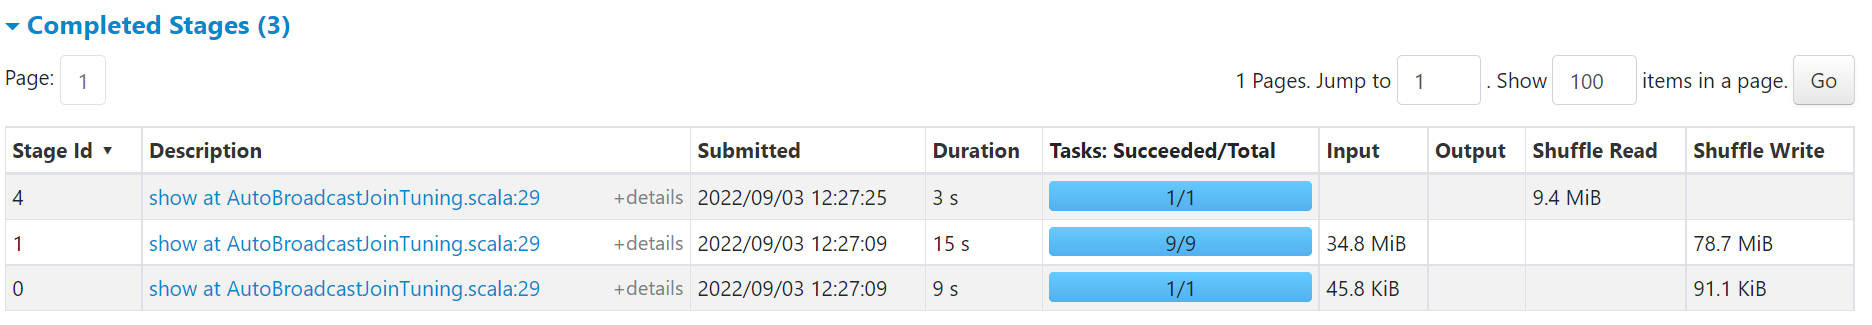 Completed Stages (3)
Page: 1 1 Pages. Jump to 1 . Show 100 items in a page. Go
Stage Id ▼ Description Submitted Duration Tasks: Succeeded/Total Input Output Shuffle Read Shuffle Write
4 show at AutoBroadcastJoinTuning.scala:29 +details 2022/09/03 12:27:25 3 s 1/1 9.4 MiB
1 show at AutoBroadcastJoinTuning.scala:29 +details 2022/09/03 12:27:09 15 s 9/9 34.8 MiB 78.7 MiB
0 show at AutoBroadcastJoinTuning.scala:29 +details 2022/09/03 12:27:09 9 s 1/1 45.8 KiB 91.1 KiB